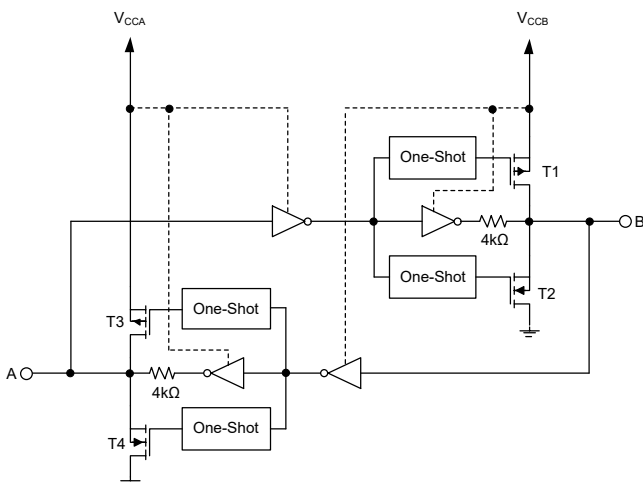 VCCA
VCCB
One-Shot
T1
B
4kΩ
One-Shot
T2
T3
One-Shot
A
4kΩ
T4
One-Shot